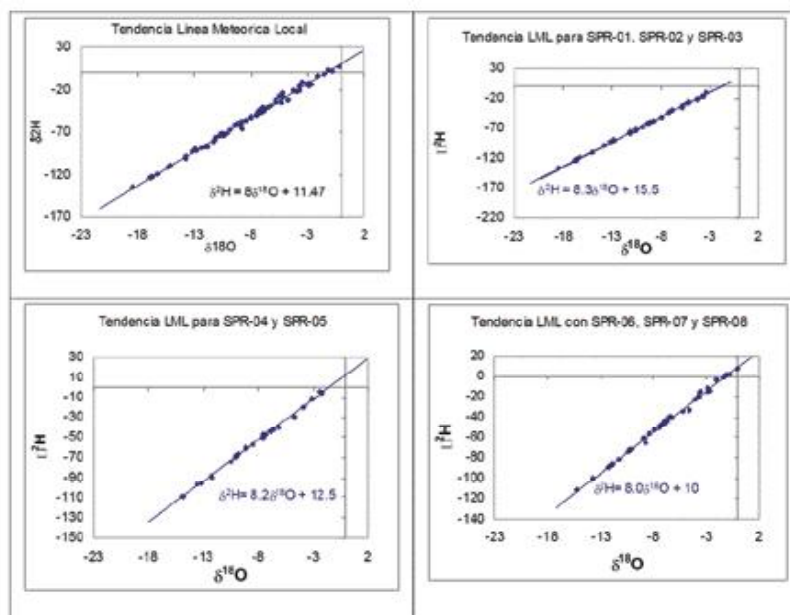 Tendencia Línea Meteorica Local
30
-20
-70
-120
-170
δ2H
δ²H = 8δ¹⁸O + 11.47
-23 -18 -13 -8 -3 2
δ18O
Tendencia LML para SPR-01. SPR-02 y SPR-03
30
-20
-70
-120
-170
-220
²H
δ²H = 8.3δ¹⁸O + 15.5
-23 -18 -13 -8 -3 2
δ¹⁸O
Tendencia LML para SPR-04 y SPR-05
30
10
-10
-30
-50
-70
-90
-110
-130
-150
²H
δ²H= 8.2δ¹⁸O + 12.5
-23 -18 -13 -8 -3 2
δ¹⁸O
Tendencia LML con SPR-06, SPR-07 y SPR-08
20
0
-20
-40
-60
-80
-100
-120
-140
²H
δ²H= 8.0δ¹⁸O + 10
-23 -18 -13 -8 -3 2
δ¹⁸O